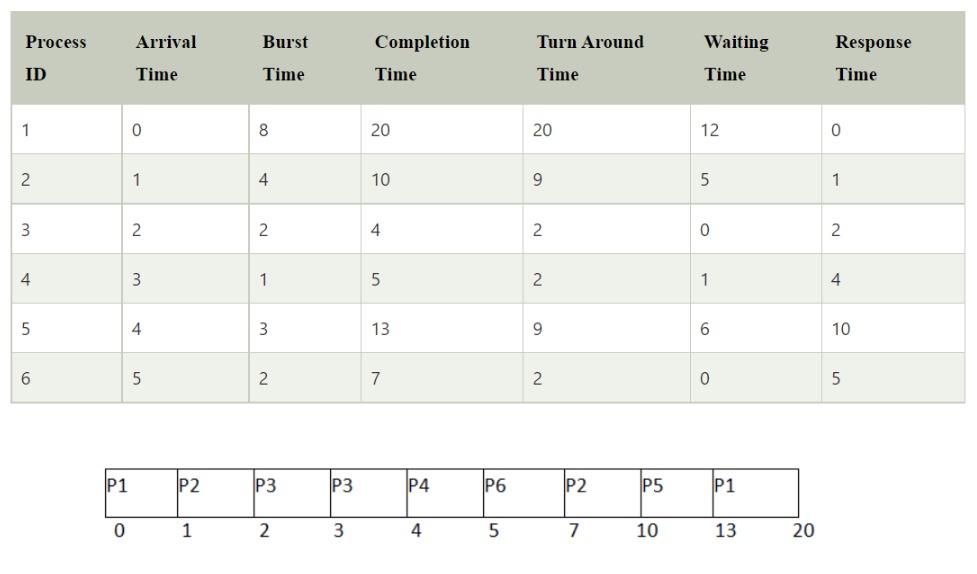 Process ID Arrival Time Burst Time Completion Time Turn Around Time Waiting Time Response Time
1 0 8 20 20 12 0
2 1 4 10 9 5 1
3 2 2 4 2 0 2
4 3 1 5 2 1 4
5 4 3 13 9 6 10
6 5 2 7 2 0 5
P1 P2 P3 P3 P4 P6 P2 P5 P1
0 1 2 3 4 5 7 10 13 20